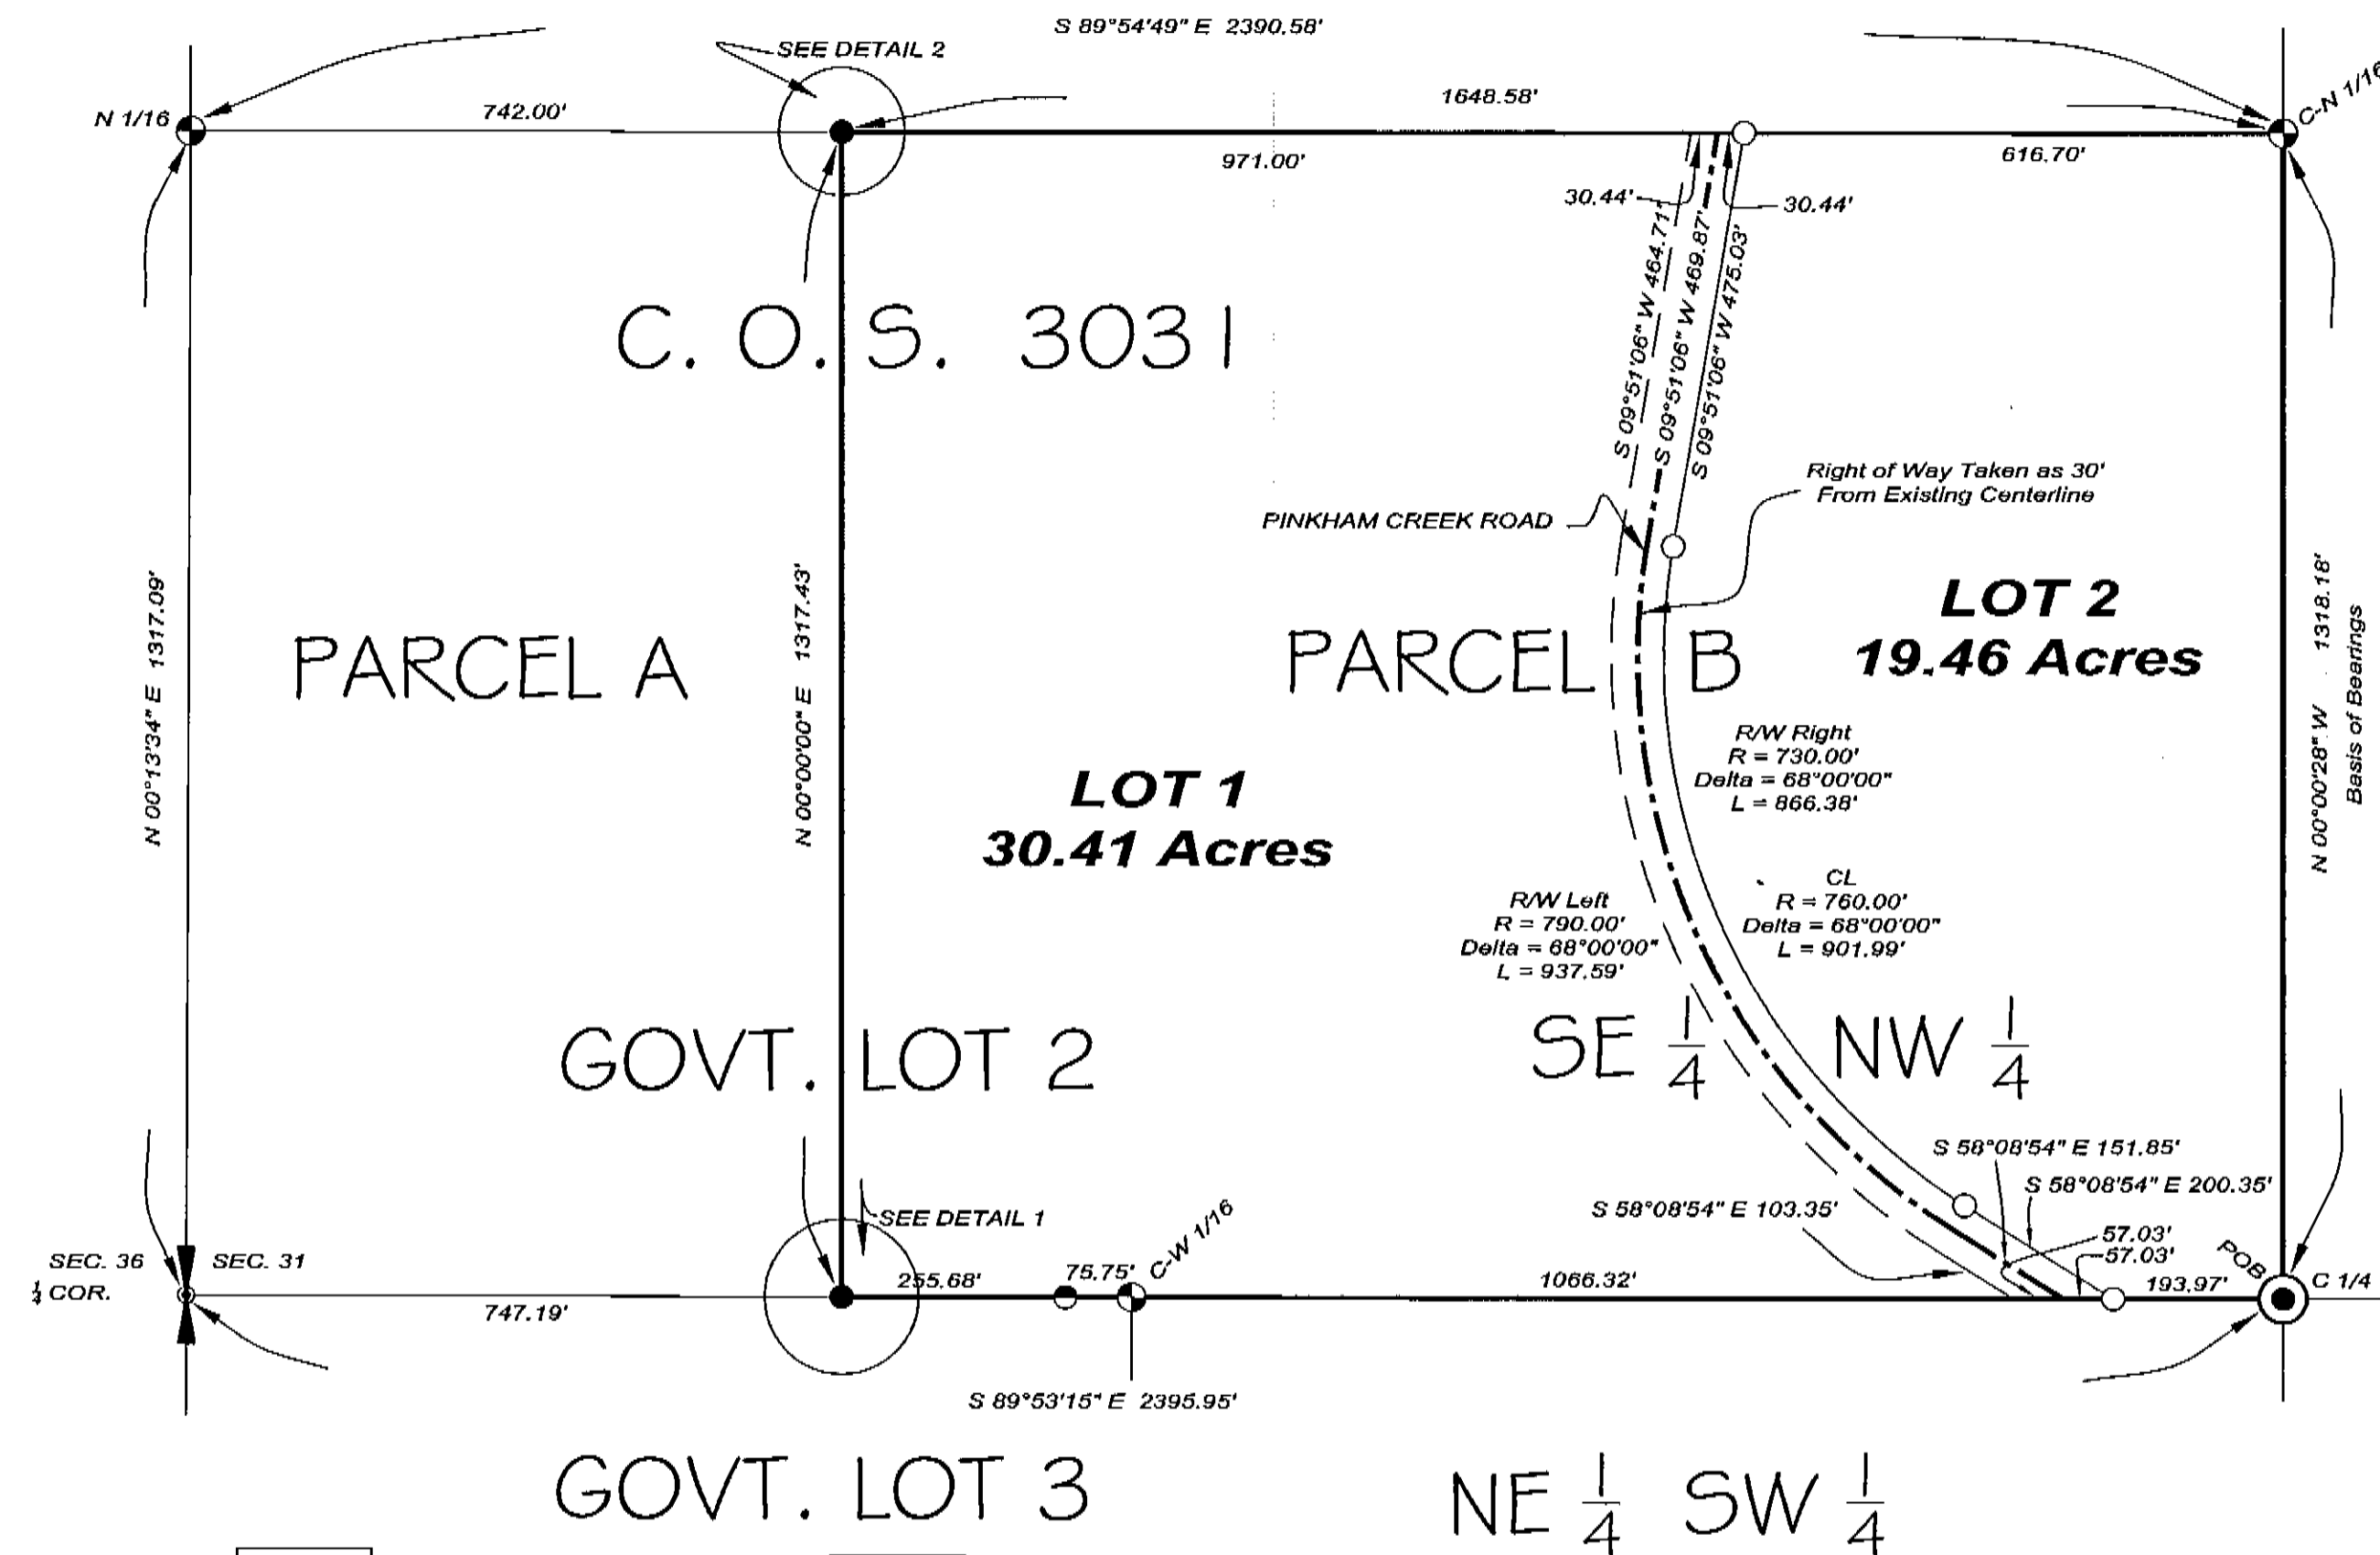 S 89°54'49" E 2390.58'
SEE DETAIL 2
N 1/16
742.00'
1648.58'
C-N 1/16
971.00'
616.70'
30.44'
30.44'
S 09°51'06" W 464.71'
S 09°51'06" W 469.87'
S 09°51'06" W 475.03'
C. O. S. 3031
Right of Way Taken as 30'
From Existing Centerline
PINKHAM CREEK ROAD
N 00°13'34" E 1317.09'
N 00°00'00" E 1317.43'
N 00°00'28" W 1318.18'
Basis of Bearings
PARCEL A
PARCEL B
LOT 2
19.46 Acres
LOT 1
30.41 Acres
R/W Right
R = 730.00'
Delta = 68°00'00"
L = 866.38'
CL
R = 760.00'
Delta = 68°00'00"
L = 901.99'
R/W Left
R = 790.00'
Delta = 68°00'00"
L = 937.59'
GOVT. LOT 2
SE 1/4 NW 1/4
S 58°08'54" E 151.85'
S 58°08'54" E 200.35'
S 58°08'54" E 103.35'
57.03'
57.03'
SEE DETAIL 1
SEC. 36
SEC. 31
1/4 COR.
747.19'
255.68'
75.75'
C-W 1/16
1066.32'
193.97'
POB
C 1/4
S 89°53'15" E 2395.95'
GOVT. LOT 3
NE 1/4 SW 1/4